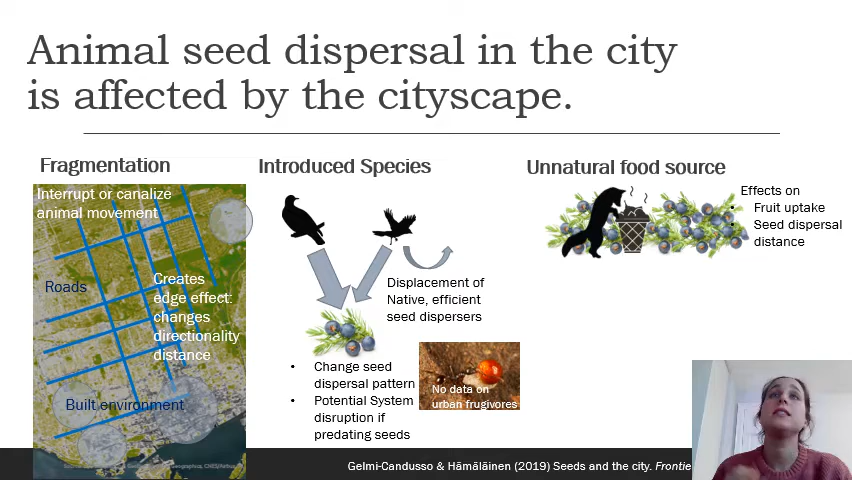 Animal seed dispersal in the city
is affected by the cityscape.
Fragmentation
Interrupt or canalize
animal movement
Roads
Creates
edge effect:
changes
directionality
distance
Built environment
Introduced Species
Displacement of
Native, efficient
seed dispersers
• Change seed
dispersal pattern
• Potential System
disruption if
predating seeds
No data on
urban frugivores
Unnatural food source
Effects on
• Fruit uptake
Seed dispersal
distance
Gelmi-Candusso & Hämäläinen (2019) Seeds and the city. Frontie